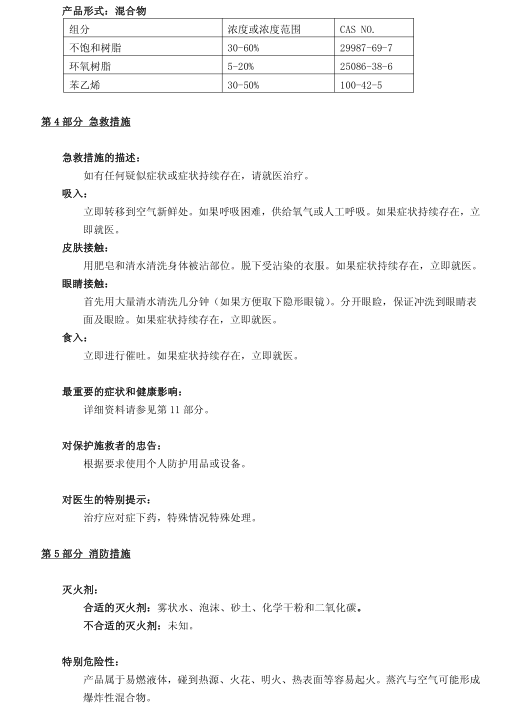 产品形式：混合物
组分 浓度或浓度范围 CAS NO.
不饱和树脂 30-60% 29987-69-7
环氧树脂 5-20% 25086-38-6
苯乙烯 30-50% 100-42-5
第4部分 急救措施
急救措施的描述：
如有任何疑似症状或症状持续存在，请就医治疗。
吸入：
立即转移到空气新鲜处。如果呼吸困难，供给氧气或人工呼吸。如果症状持续存在，立
即就医。
皮肤接触：
用肥皂和清水清洗身体被沾部位。脱下受沾染的衣服。如果症状持续存在，立即就医。
眼睛接触：
首先用大量清水清洗几分钟（如果方便取下隐形眼镜）。分开眼睑，保证冲洗到眼睛表
面及眼睑。如果症状持续存在，立即就医。
食入：
立即进行催吐。如果症状持续存在，立即就医。
最重要的症状和健康影响：
详细资料请参见第11部分。
对保护施救者的忠告：
根据要求使用个人防护用品或设备。
对医生的特别提示：
治疗应对症下药，特殊情况特殊处理。
第5部分 消防措施
灭火剂：
合适的灭火剂：雾状水、泡沫、砂土、化学干粉和二氧化碳。
不合适的灭火剂：未知。
特别危险性：
产品属于易燃液体，碰到热源、火花、明火、热表面等容易起火。蒸汽与空气可能形成
爆炸性混合物。